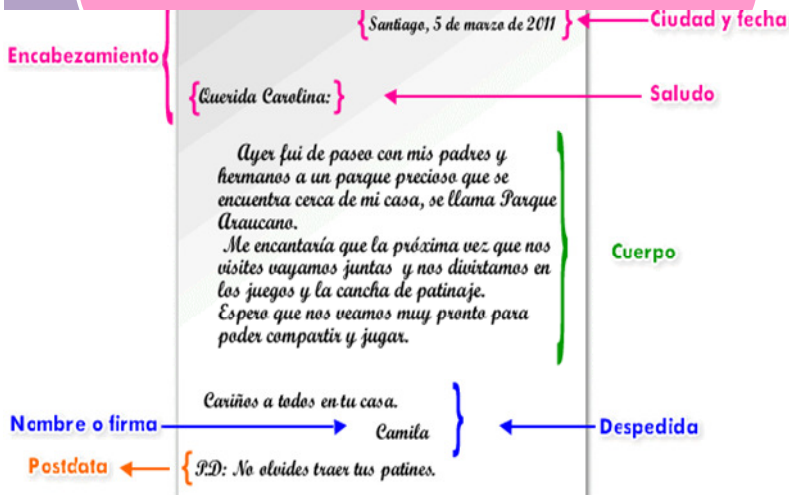 Santiago, 5 de marzo de 2011
Ciudad y fecha
Encabezamiento
Querida Carolina:
Saludo
Ayer fui de paseo con mis padres y
hermanos a un parque precioso que se
encuentra cerca de mi casa, se llama Parque
Araucano.
Me encantaría que la próxima vez que nos
visites vayamos juntas y nos divirtamos en
los juegos y la cancha de patinaje.
Espero que nos veamos muy pronto para
poder compartir y jugar.
Cuerpo
Cariños a todos en tu casa.
Nombre o firma
Camila
Despedida
Postdata
P.D: No olvides traer tus patines.